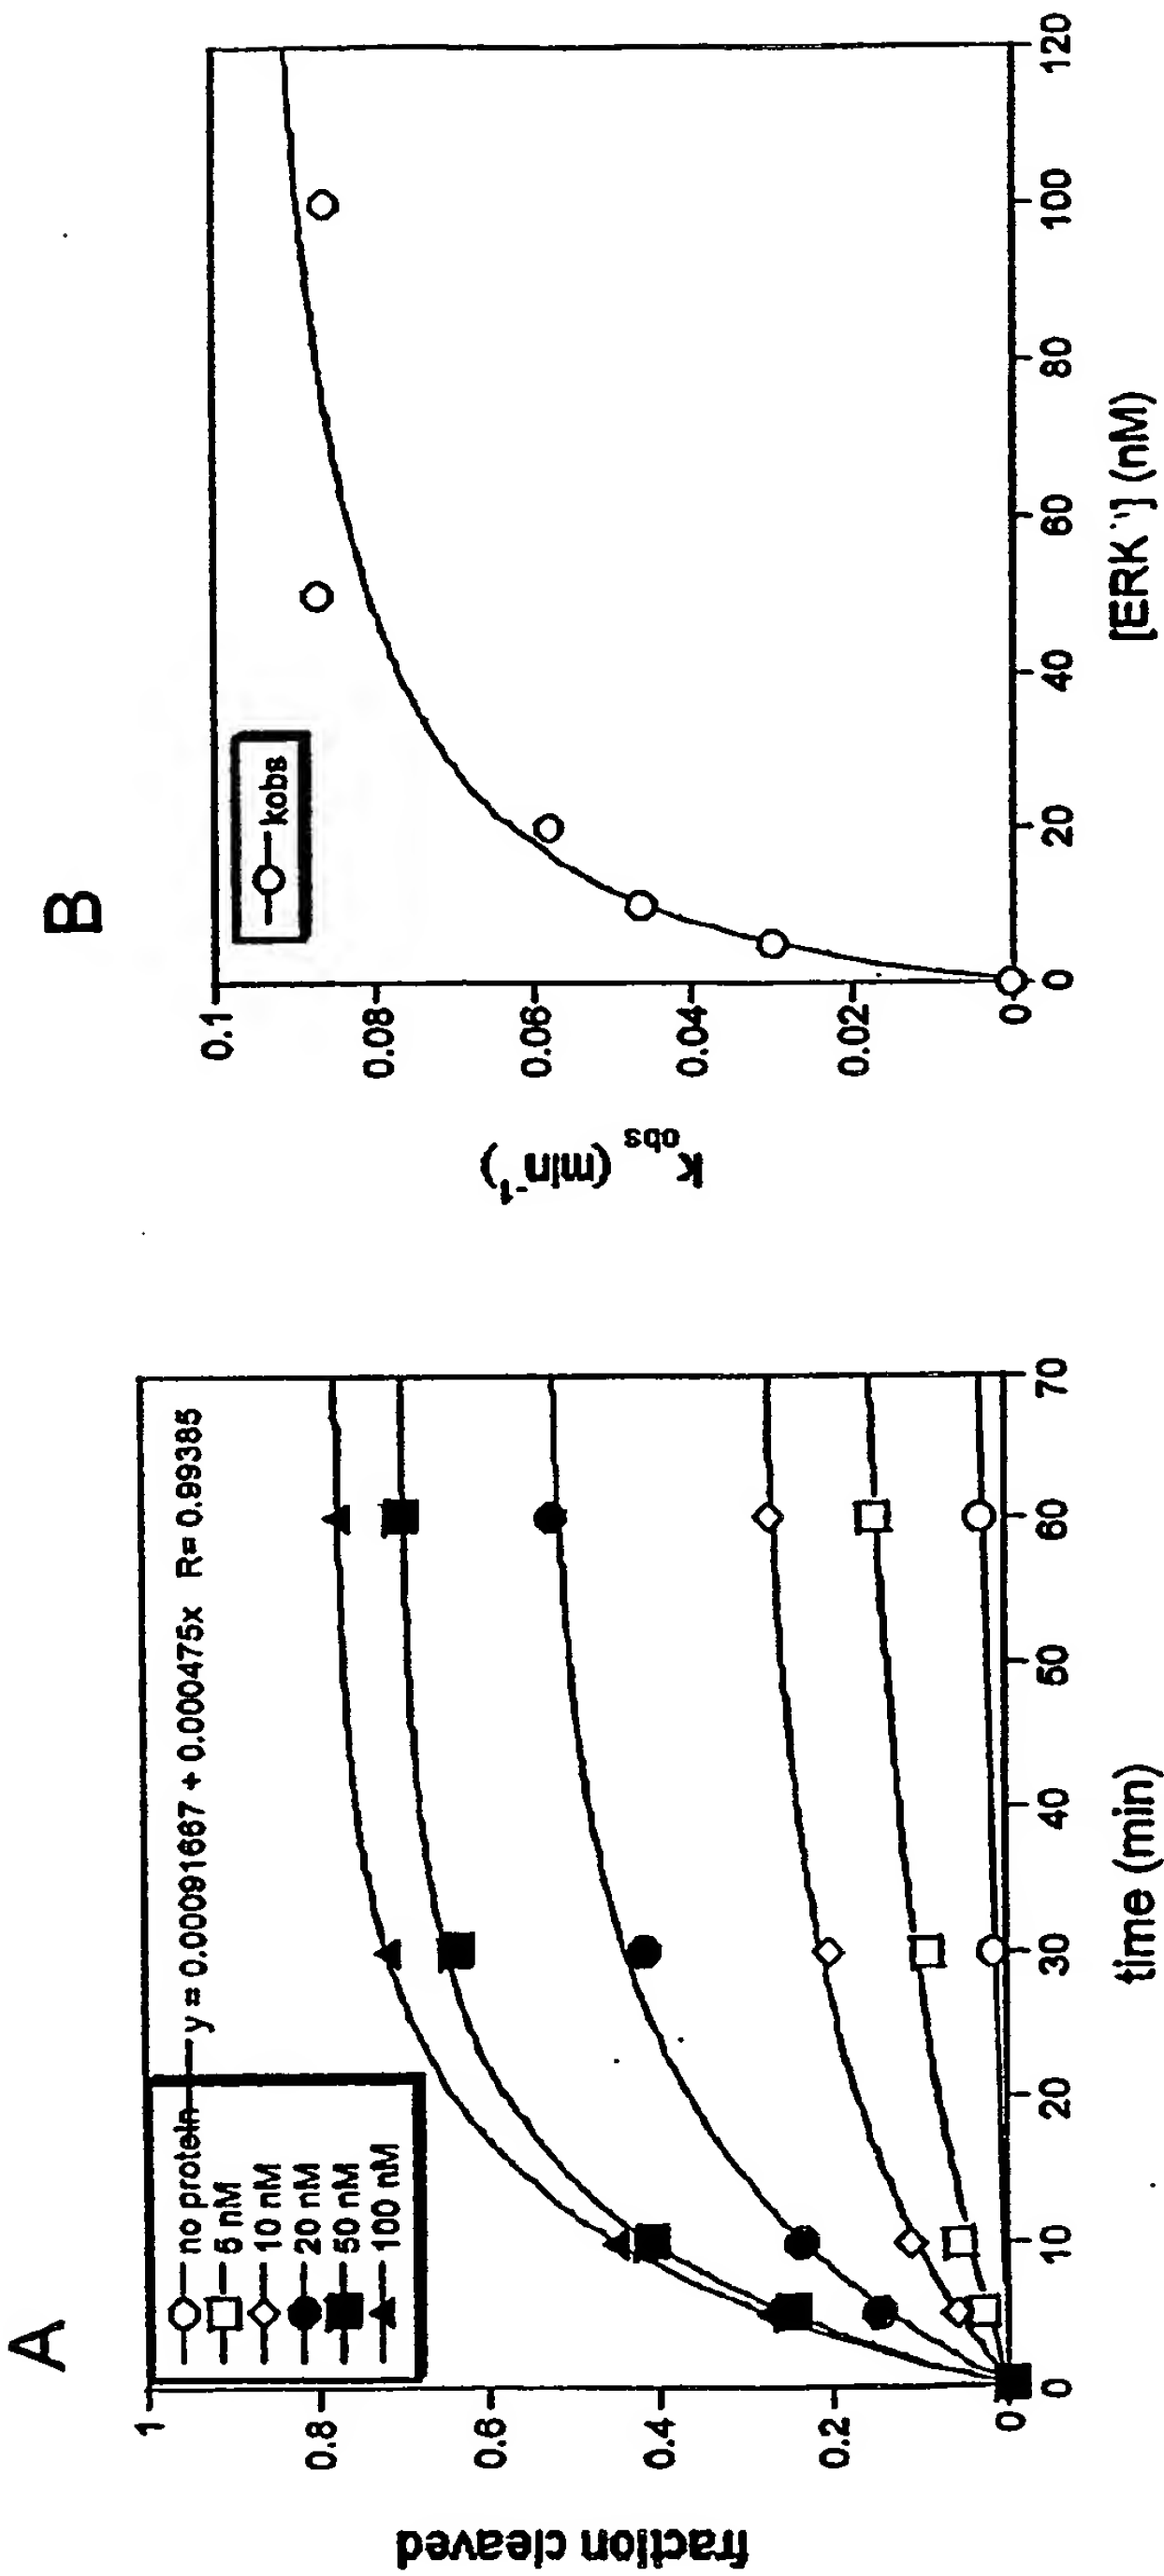 A
fraction cleaved
1
0.8
0.6
0.4
0.2
0
no protein y = 0.00091667 + 0.000475x R= 0.99385
5 nM
10 nM
20 nM
50 nM
100 nM
0 10 20 30 40 50 60 70
time (min)
B
Kobs (min-1)
0.1
0.08
0.06
0.04
0.02
0
kobs
0 20 40 60 80 100 120
[ERK] (nM)